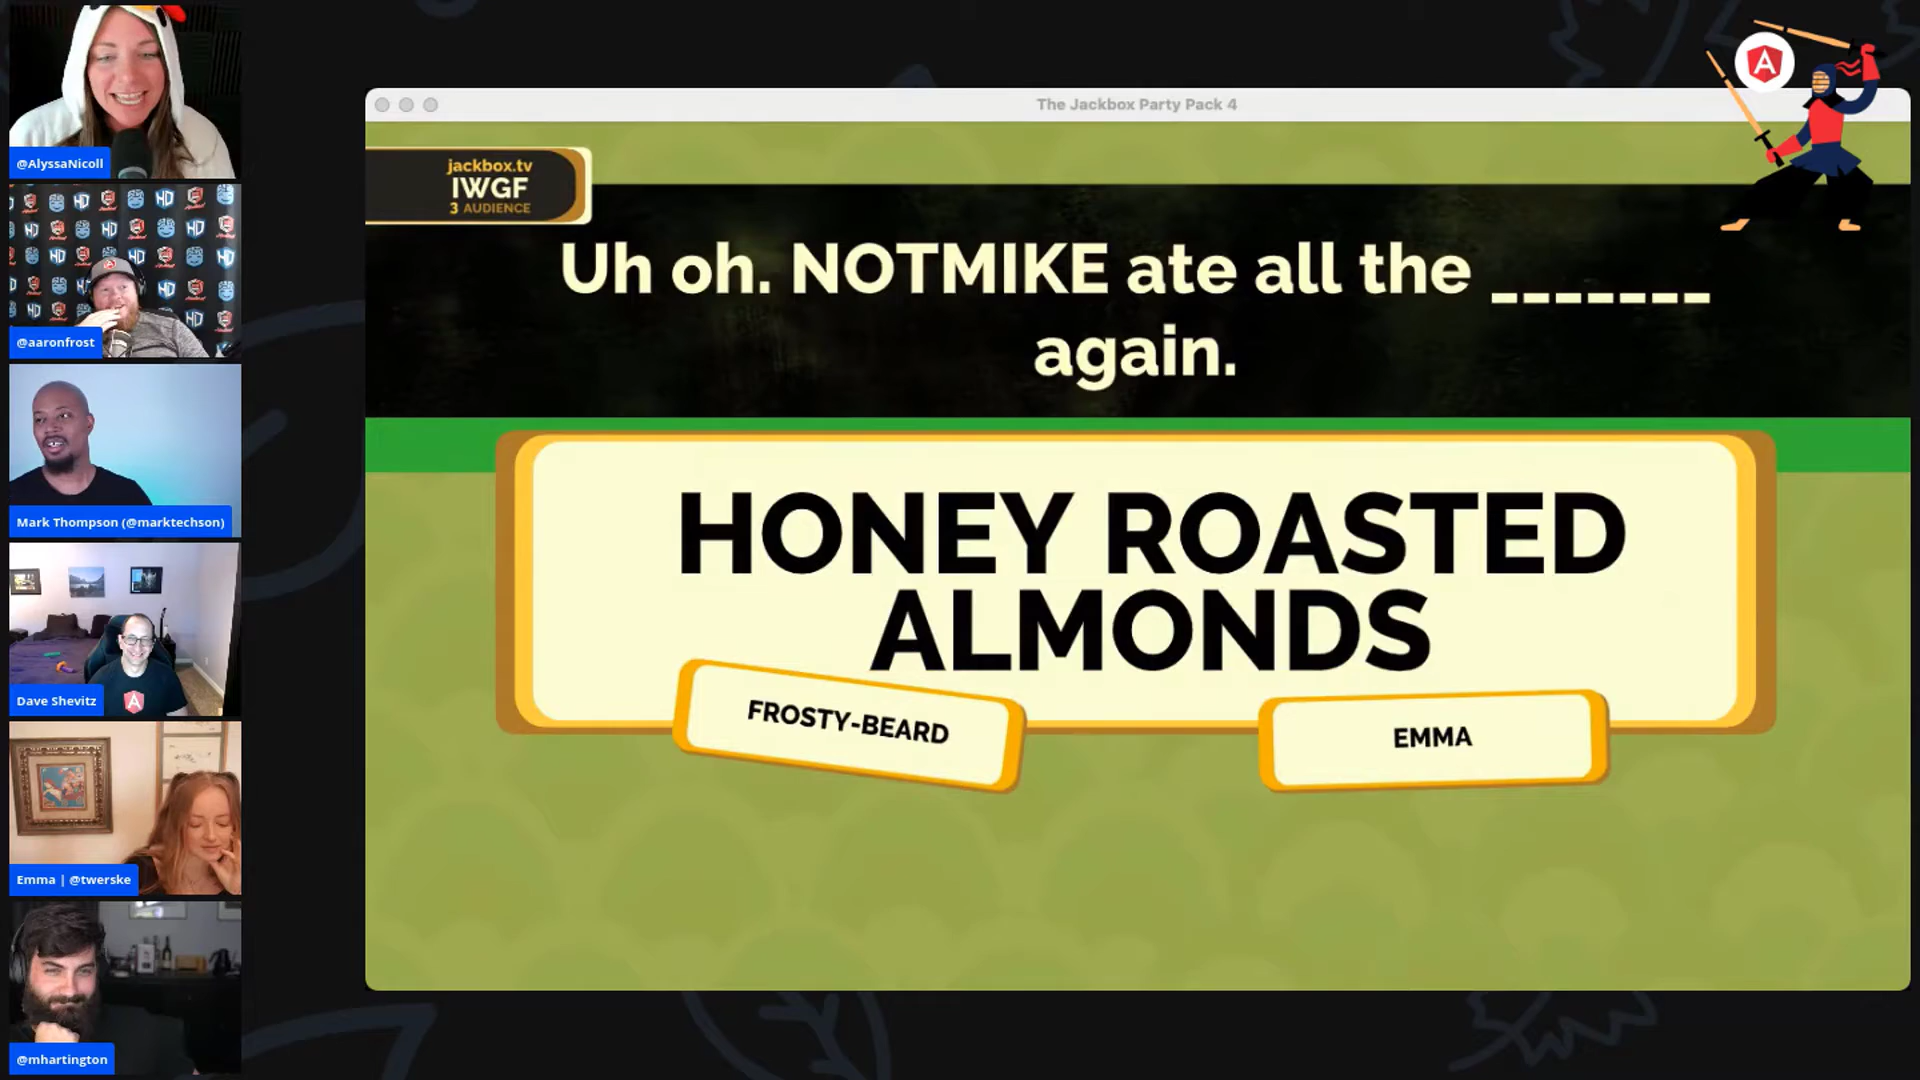 @AlyssaNicoll
@aaronfrost
Mark Thompson (@marktechson)
Dave Shevitz
Emma | @twerske
@mhartington
The Jackbox Party Pack 4
jackbox.tv
IWGF
3 AUDIENCE
Uh oh. NOTMIKE ate all the _______
again.
HONEY ROASTED
ALMONDS
FROSTY-BEARD
EMMA
A
HD